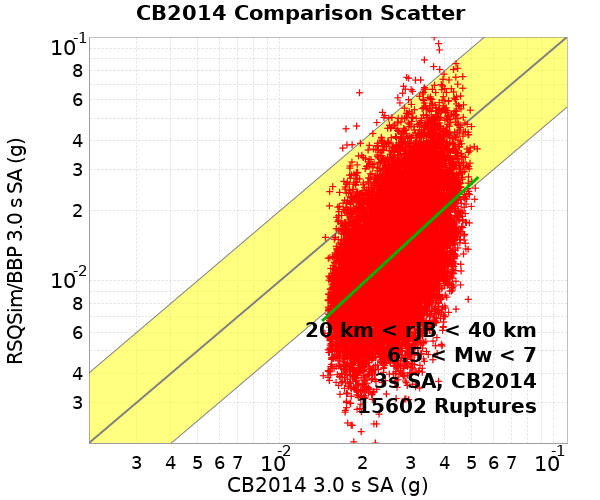 CB2014 Comparison Scatter
RSQSim/BBP 3.0 s SA (g)
10-1
8
6
4
3
2
10-2
8
6
4
3
20 km < rJB < 40 km
6.5 < Mw < 7
3s SA, CB2014
15602 Ruptures
3 4 5 6 7 10-2 2 3 4 5 6 7 10-1
CB2014 3.0 s SA (g)